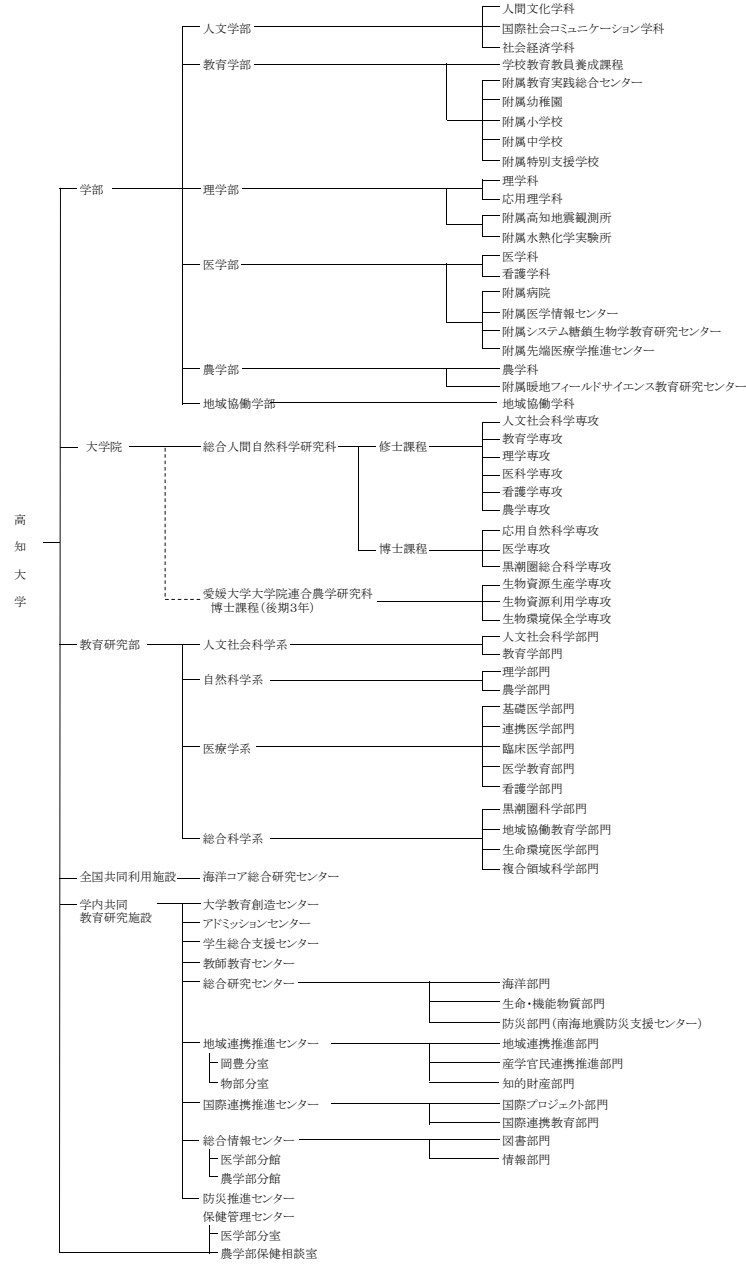 高知大学
学部
人文学部
人間文化学科
国際社会コミュニケーション学科
社会経済学科
教育学部
学校教育教員養成課程
附属教育実践総合センター
附属幼稚園
附属小学校
附属中学校
附属特別支援学校
理学部
理学科
応用理学科
附属高知地震観測所
附属水熱化学実験所
医学部
医学科
看護学科
附属病院
附属医学情報センター
附属システム糖鎖生物学教育研究センター
附属先端医療学推進センター
農学部
農学科
附属暖地フィールドサイエンス教育研究センター
地域協働学部
地域協働学科
大学院
総合人間自然科学研究科
修士課程
人文社会科学専攻
教育学専攻
理学専攻
医科学専攻
看護学専攻
農学専攻
博士課程
応用自然科学専攻
医学専攻
黒潮圏総合科学専攻
愛媛大学大学院連合農学研究科
博士課程(後期3年)
生物資源生産学専攻
生物資源利用学専攻
生物環境保全学専攻
教育研究部
人文社会科学系
人文社会科学部門
教育学部門
自然科学系
理学部門
農学部門
医療学系
基礎医学部門
連携医学部門
臨床医学部門
医学教育部門
看護学部門
総合科学系
黒潮圏科学部門
地域協働教育学部門
生命環境医学部門
複合領域科学部門
全国共同利用施設
海洋コア総合研究センター
学内共同
教育研究施設
大学教育創造センター
アドミッションセンター
学生総合支援センター
教師教育センター
総合研究センター
海洋部門
生命・機能物質部門
防災部門(南海地震防災支援センター)
地域連携推進センター
岡豊分室
物部分室
地域連携推進部門
産学官民連携推進部門
知的財産部門
国際連携推進センター
国際プロジェクト部門
国際連携教育部門
総合情報センター
医学部分館
農学部分館
図書部門
情報部門
防災推進センター
保健管理センター
医学部分室
農学部保健相談室